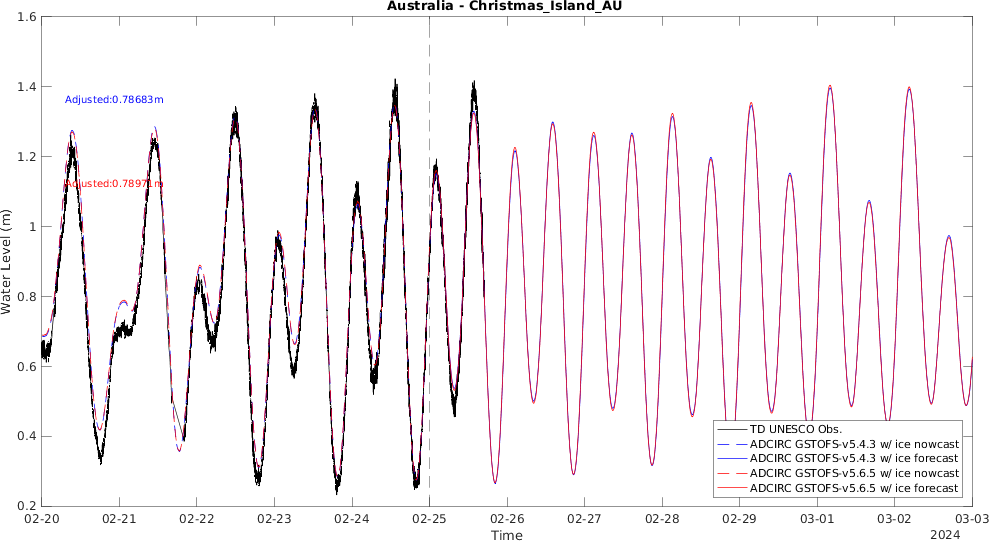 Australia - Christmas_Island_AU
1.6
1.4
1.2
1
0.8
0.6
0.4
0.2
Water Level (m)
Adjusted:0.78683m
Adjusted:0.78971m
TD UNESCO Obs.
ADCIRC GSTOFS-v5.4.3 w/ ice nowcast
ADCIRC GSTOFS-v5.4.3 w/ ice forecast
ADCIRC GSTOFS-v5.6.5 w/ ice nowcast
ADCIRC GSTOFS-v5.6.5 w/ ice forecast
02-20 02-21 02-22 02-23 02-24 02-25 02-26 02-27 02-28 02-29 03-01 03-02 03-03
Time
2024